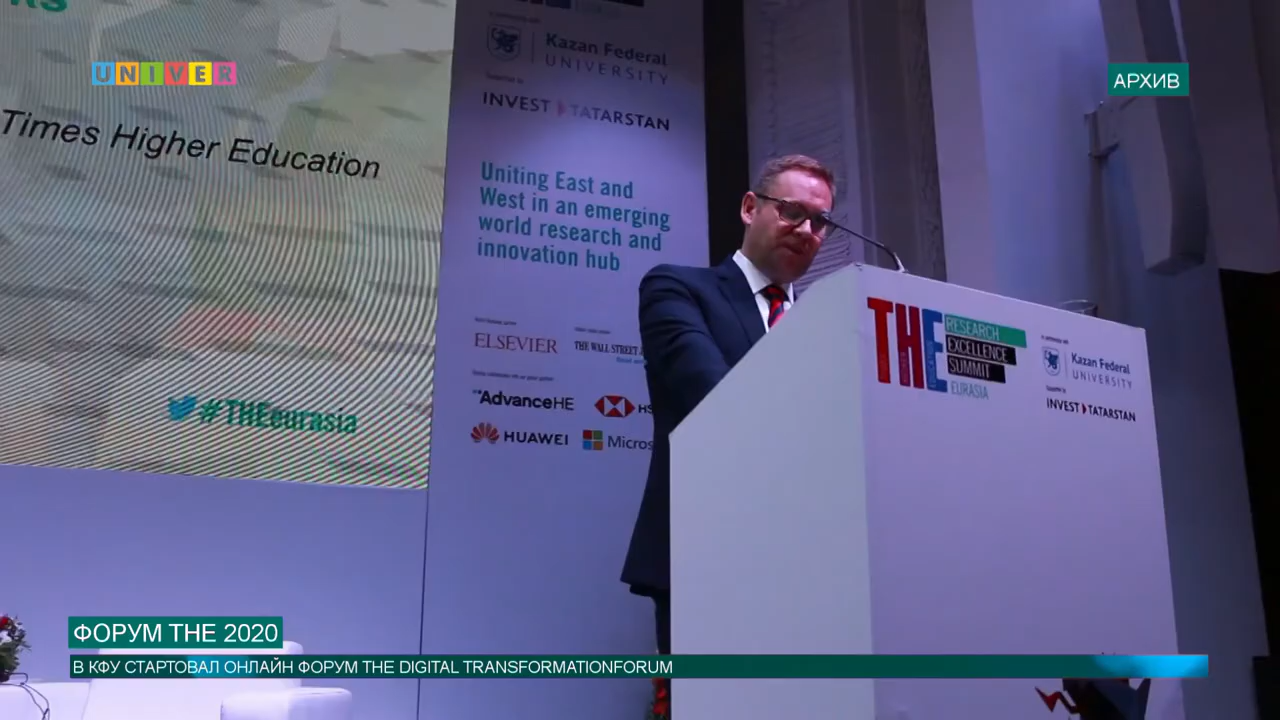 UNIVER
АРХИВ
Times Higher Education
#THEeurasia
Kazan Federal
UNIVERSITY
INVEST TATARSTAN
Uniting East and
West in an emerging
world research and
innovation hub
ELSEVIER
THE WALL STREET
AdvanceHE
HUAWEI
THE
RESEARCH
EXCELLENCE
SUMMIT
EURASIA
Kazan Federal
UNIVERSITY
INVEST TATARSTAN
ФОРУМ THE 2020
В КФУ СТАРТОВАЛ ОНЛАЙН ФОРУМ THE DIGITAL TRANSFORMATIONFORUM